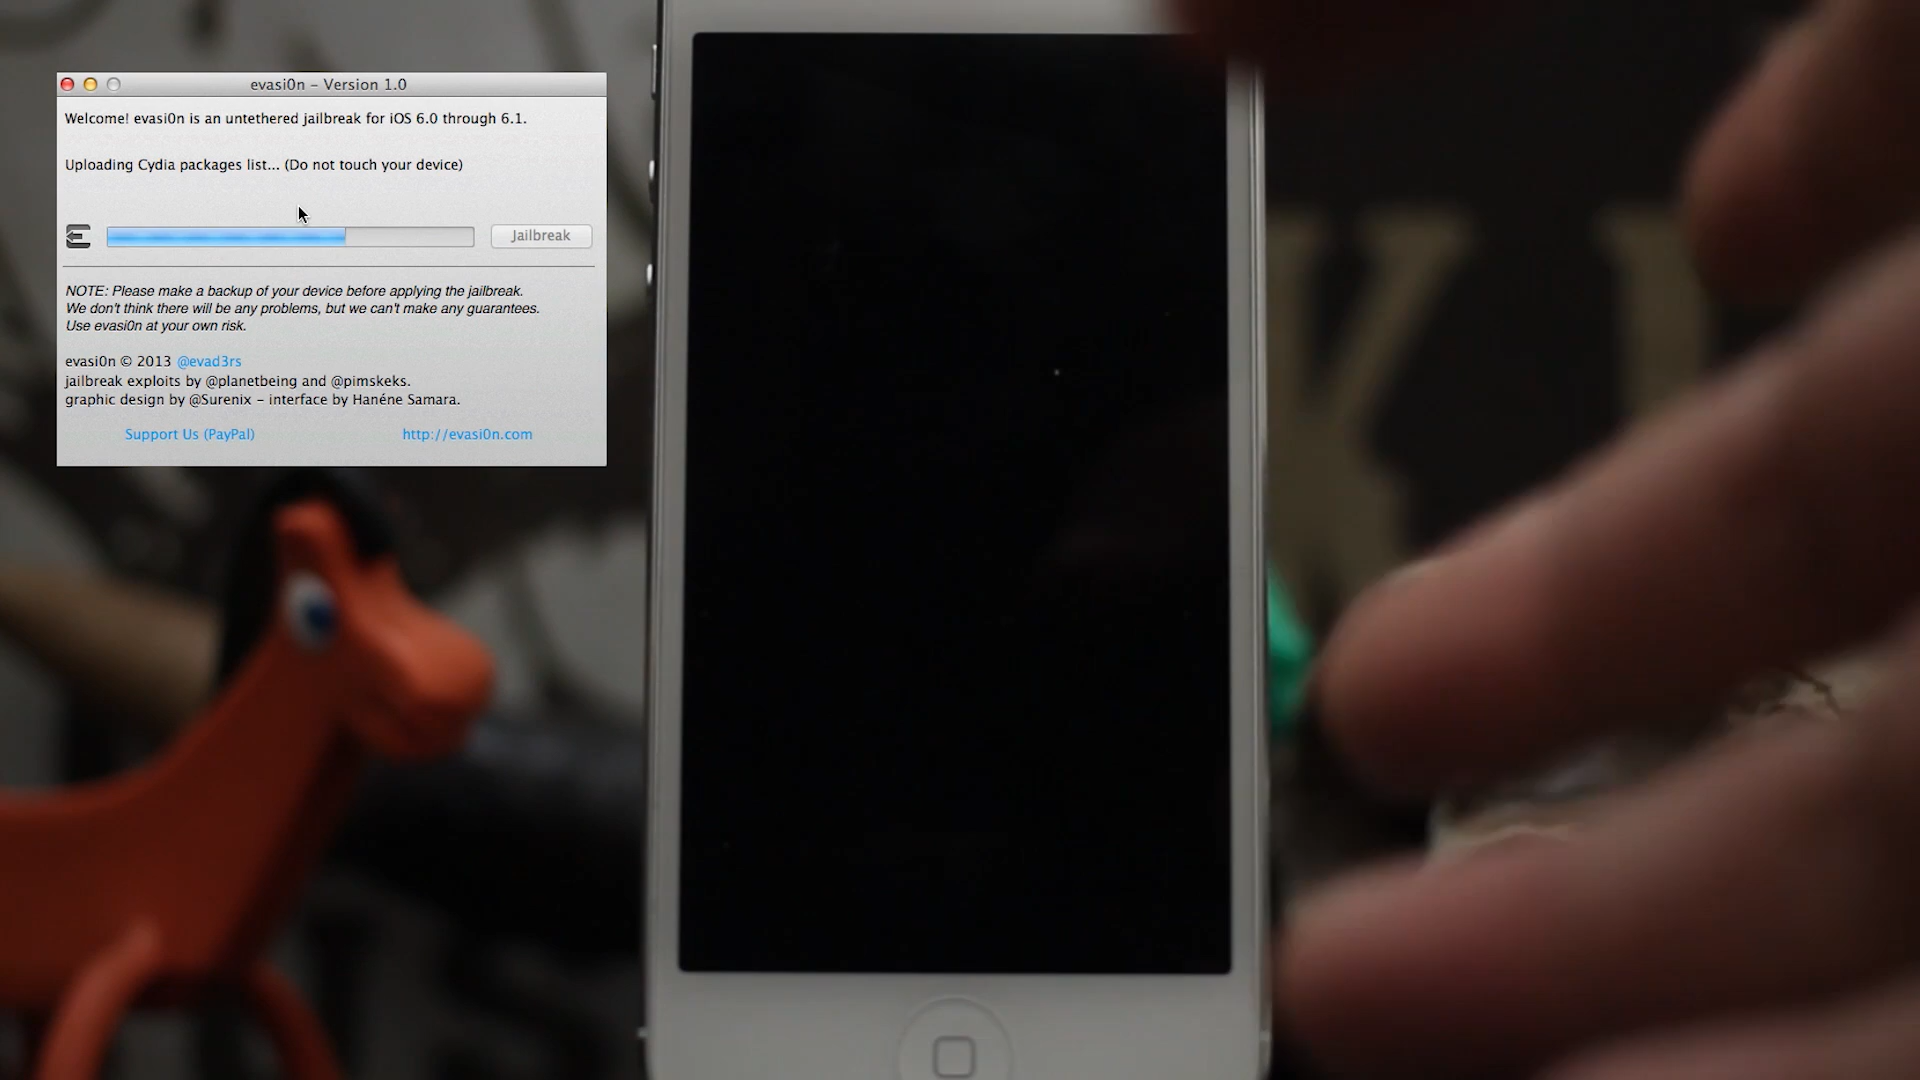 evasi0n - Version 1.0
Welcome! evasi0n is an untethered jailbreak for iOS 6.0 through 6.1.
Uploading Cydia packages list... (Do not touch your device)
Jailbreak
NOTE: Please make a backup of your device before applying the jailbreak.
We don't think there will be any problems, but we can't make any guarantees.
Use evasi0n at your own risk.
evasi0n © 2013 @evad3rs
jailbreak exploits by @planetbeing and @pimskeks.
graphic design by @Surenix - interface by Hanéne Samara.
Support Us (PayPal) http://evasi0n.com